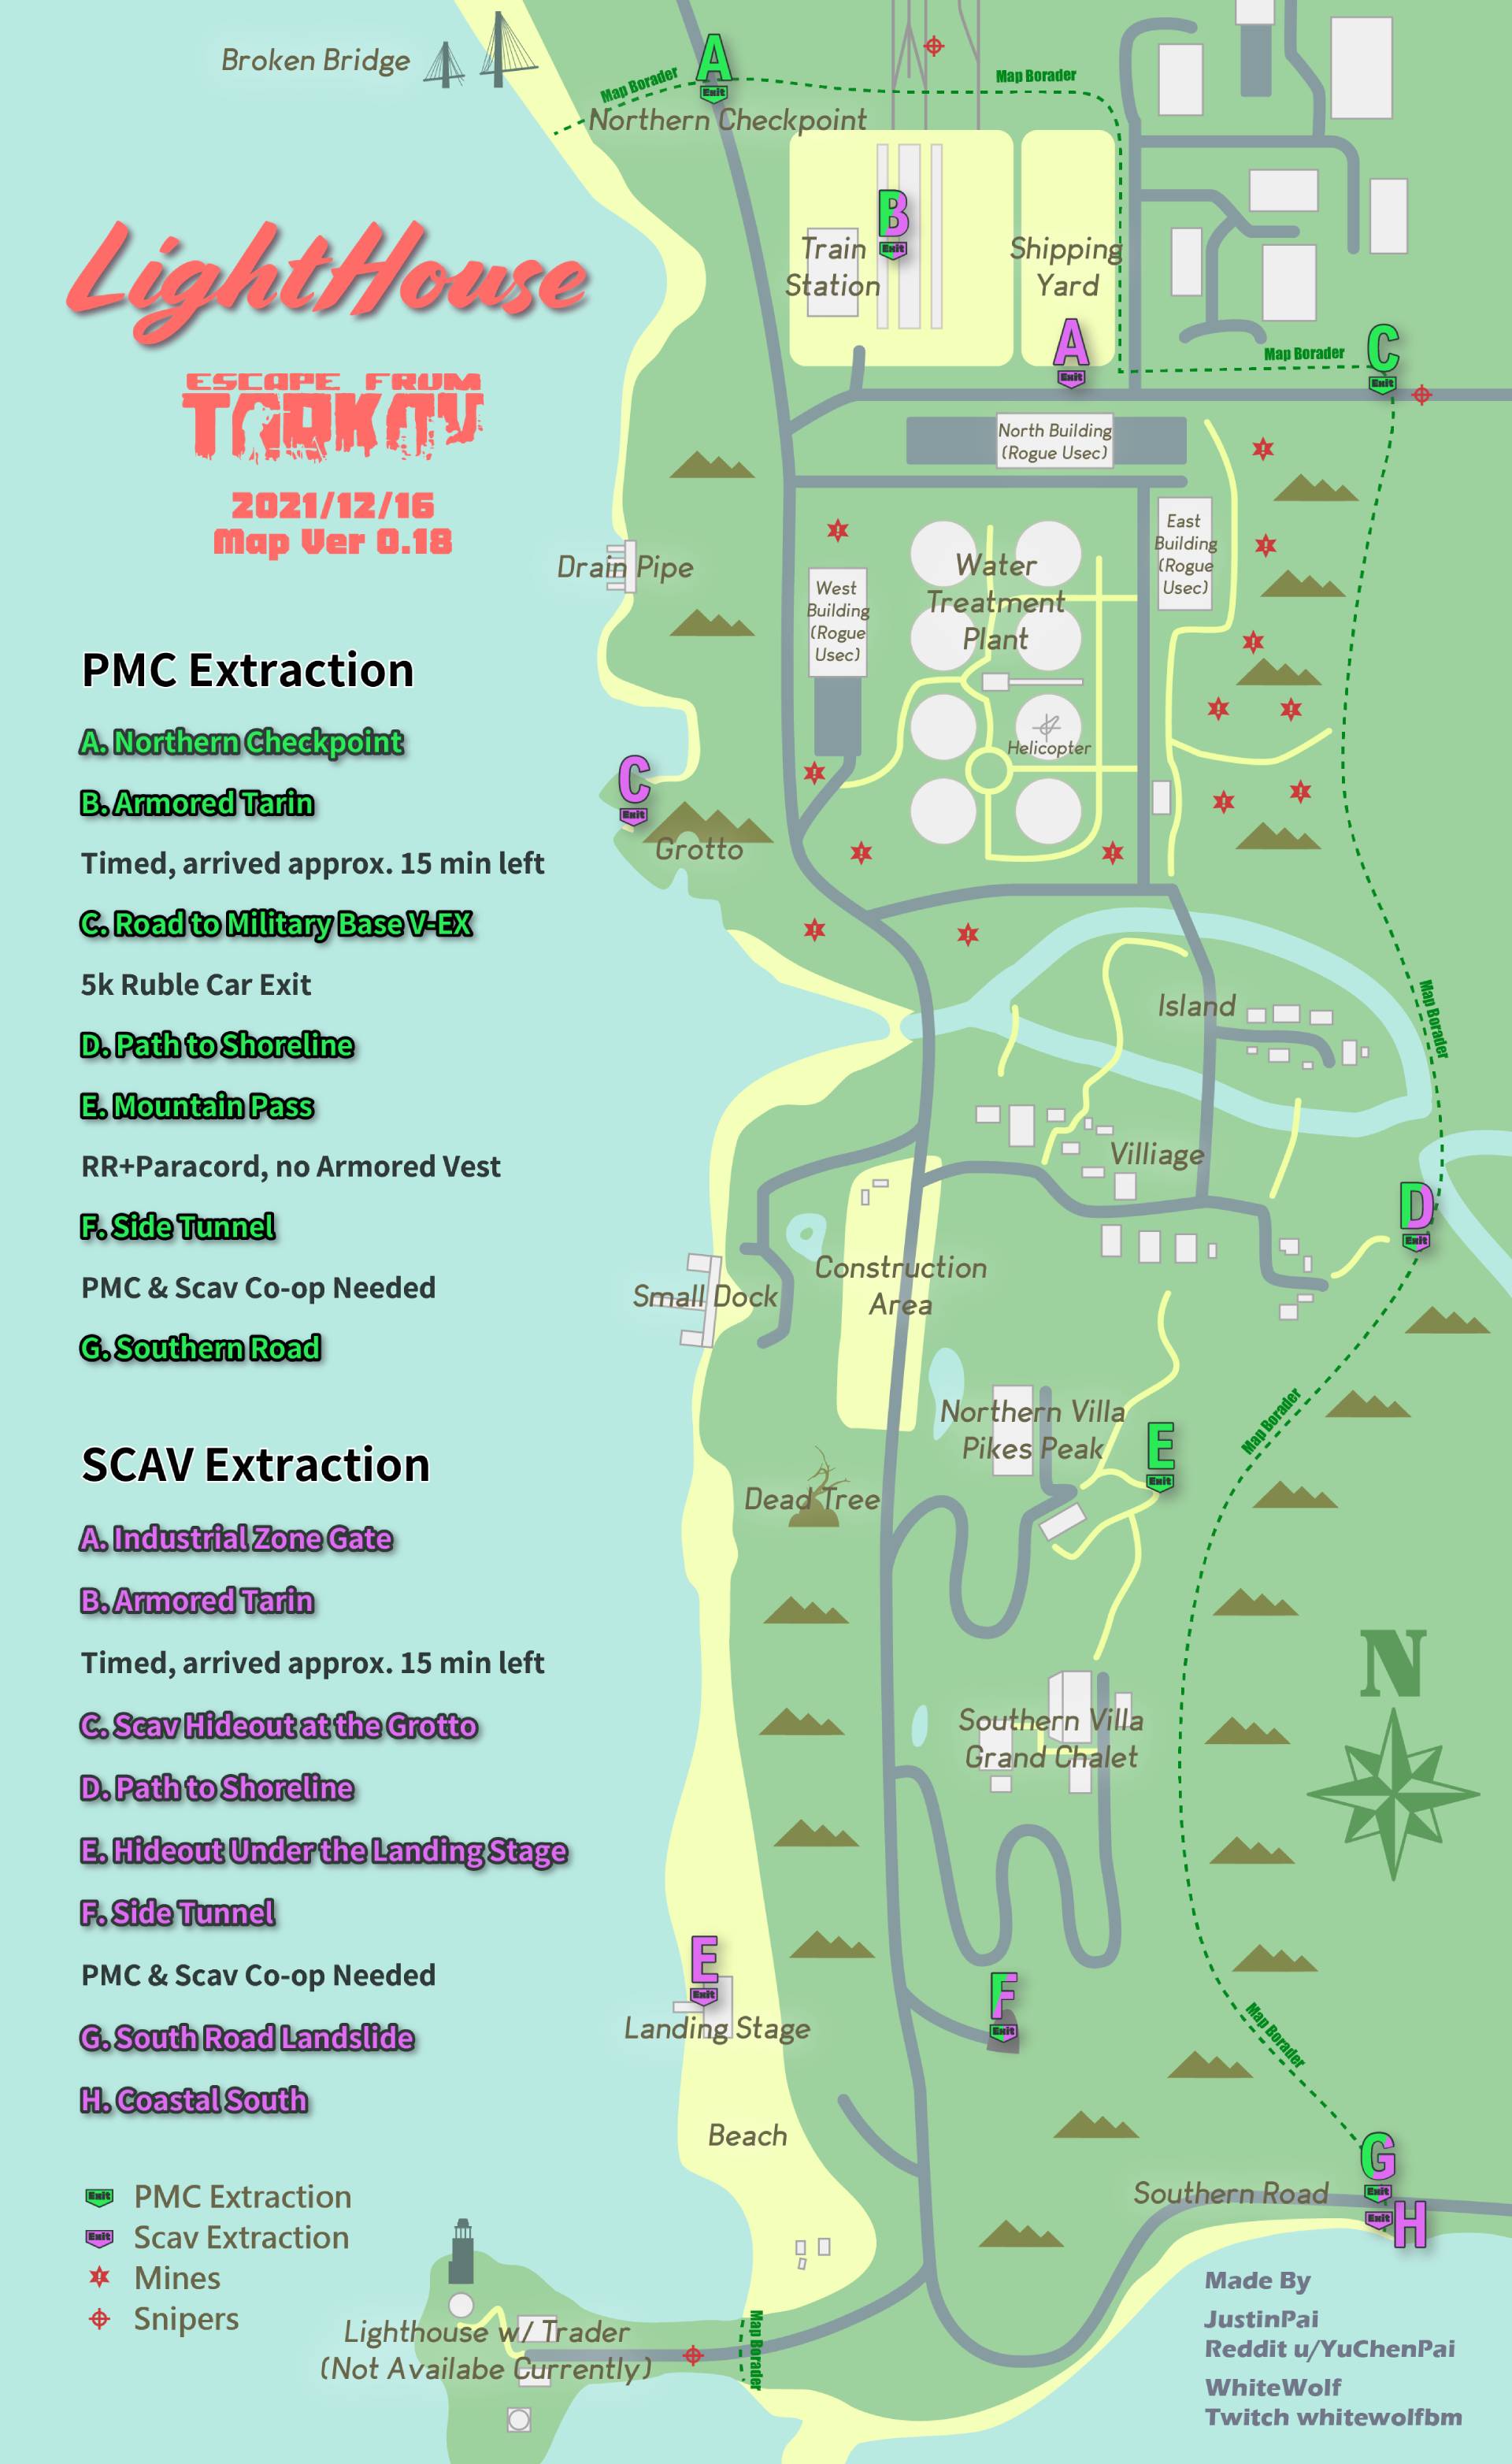 Broken Bridge
Map Borader
A
Exit
Northern Checkpoint
Map Borader
LightHouse
ESCAPE FROM
TARKOV
2021/12/16
Map Ver 0.18
B
Exit
Train
Station
Shipping
Yard
A
Exit
Map Borader
C
Exit
North Building
(Rogue Usec)
East
Building
(Rogue
Usec)
Drain Pipe
West
Building
(Rogue
Usec)
Water
Treatment
Plant
Helicopter
C
Exit
Grotto
PMC Extraction
A. Northern Checkpoint
B. Armored Tarin
Timed, arrived approx. 15 min left
C. Road to Military Base V-EX
5k Ruble Car Exit
D. Path to Shoreline
E. Mountain Pass
RR+Paracord, no Armored Vest
F. Side Tunnel
PMC & Scav Co-op Needed
G. Southern Road
Island
Map Borader
Villiage
D
Exit
Construction
Area
Small Dock
Northern Villa
Pikes Peak
Map Borader
E
Exit
Dead Tree
SCAV Extraction
A. Industrial Zone Gate
B. Armored Tarin
Timed, arrived approx. 15 min left
C. Scav Hideout at the Grotto
D. Path to Shoreline
E. Hideout Under the Landing Stage
F. Side Tunnel
PMC & Scav Co-op Needed
G. South Road Landslide
H. Coastal South
N
Southern Villa
Grand Chalet
E
Exit
Landing Stage
F
Exit
Map Borader
Beach
G
Exit
Southern Road
Exit
H
Exit
PMC Extraction
Exit
Scav Extraction
Mines
Snipers
Lighthouse w/ Trader
(Not Availabe Currently)
Map Borader
Made By
JustinPai
Reddit u/YuChenPai
WhiteWolf
Twitch whitewolfbm